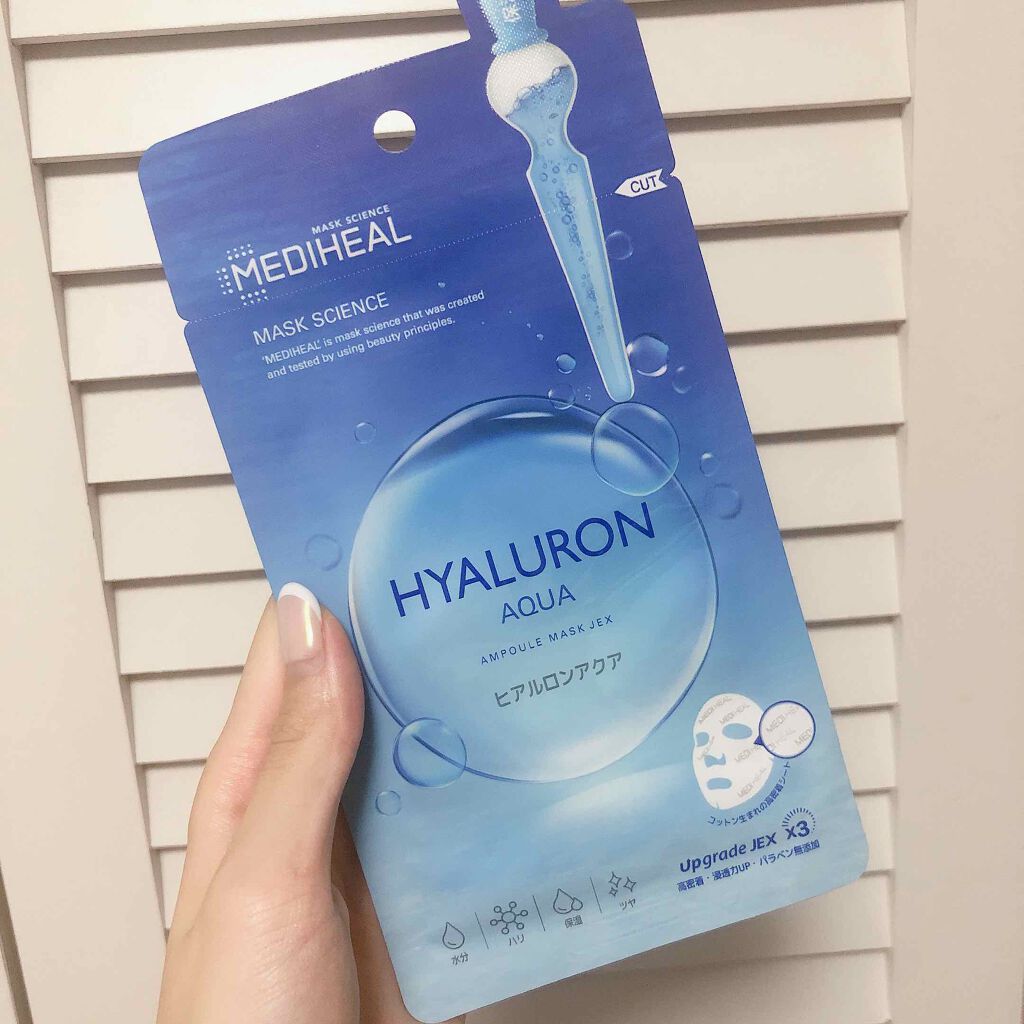 CUT
MASK SCIENCE
MEDIHEAL
MASK SCIENCE
'MEDIHEAL' is mask science that was created
and tested by using beauty principles.
HYALURON
AQUA
AMPOULE MASK JEX
ヒアルロンアクア
MEDIHEAL
コットン生まれの高密着シート
Upgrade JEX X3
高密着・浸透力UP・パラベン無添加
水分
ハリ
保湿
ツヤ